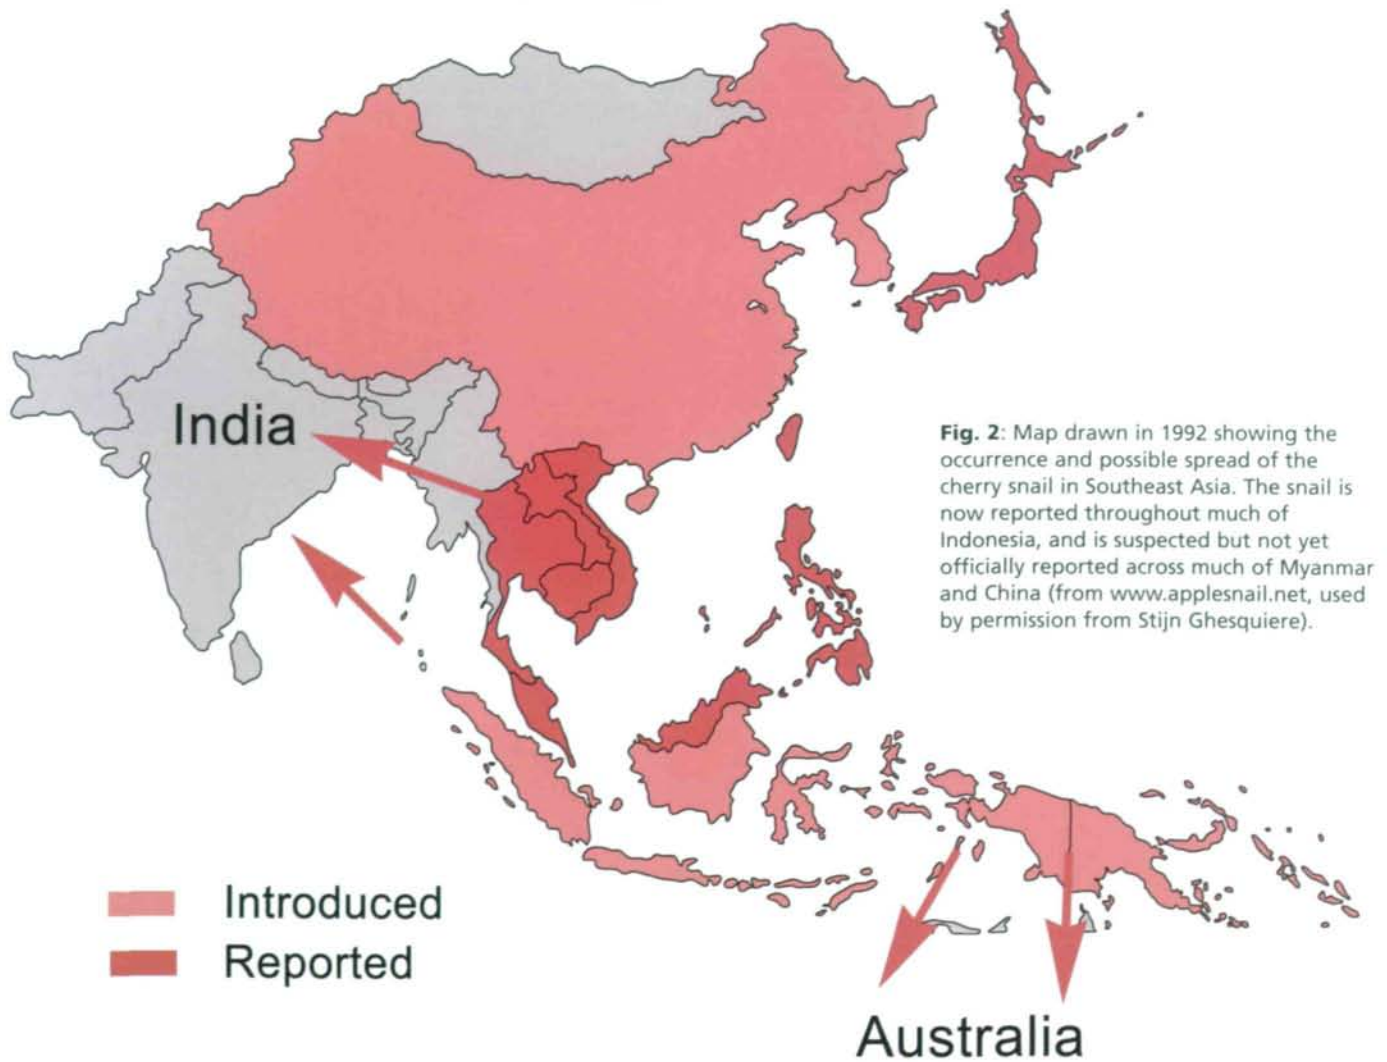 India
Fig. 2: Map drawn in 1992 showing the
occurrence and possible spread of the
cherry snail in Southeast Asia. The snail is
now reported throughout much of
Indonesia, and is suspected but not yet
officially reported across much of Myanmar
and China (from www.applesnail.net, used
by permission from Stijn Ghesquiere).
Introduced
Reported
Australia